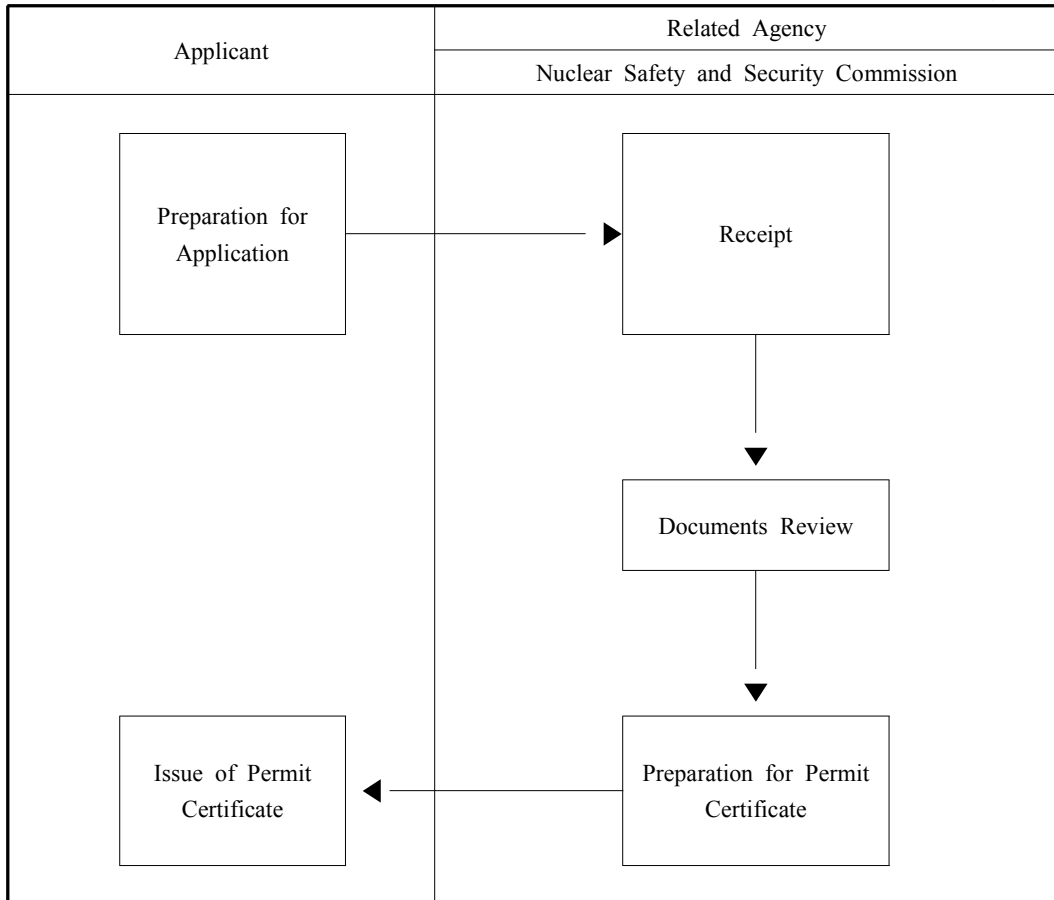 Applicant
Related Agency
Nuclear Safety and Security Commission
Preparation for
Application
Receipt
Documents Review
Issue of Permit
Certificate
Preparation for Permit
Certificate